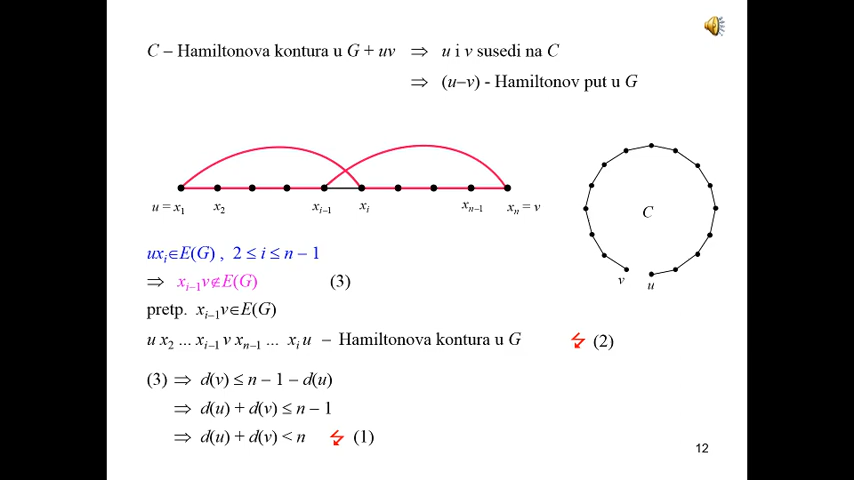 C – Hamiltonova kontura u G + uv ⇒ u i v susedi na C
⇒ (u–v) - Hamiltonov put u G
u = x₁ x₂ xᵢ₋₁ xᵢ xₙ₋₁ xₙ = v
C
v u
uxᵢ∈E(G) , 2 ≤ i ≤ n – 1
⇒ xᵢ₋₁v∉E(G) (3)
pretp. xᵢ₋₁v∈E(G)
u x₂ ... xᵢ₋₁ v xₙ₋₁ ... xᵢ u – Hamiltonova kontura u G ↯ (2)
(3) ⇒ d(v) ≤ n – 1 – d(u)
⇒ d(u) + d(v) ≤ n – 1
⇒ d(u) + d(v) < n ↯ (1)
12